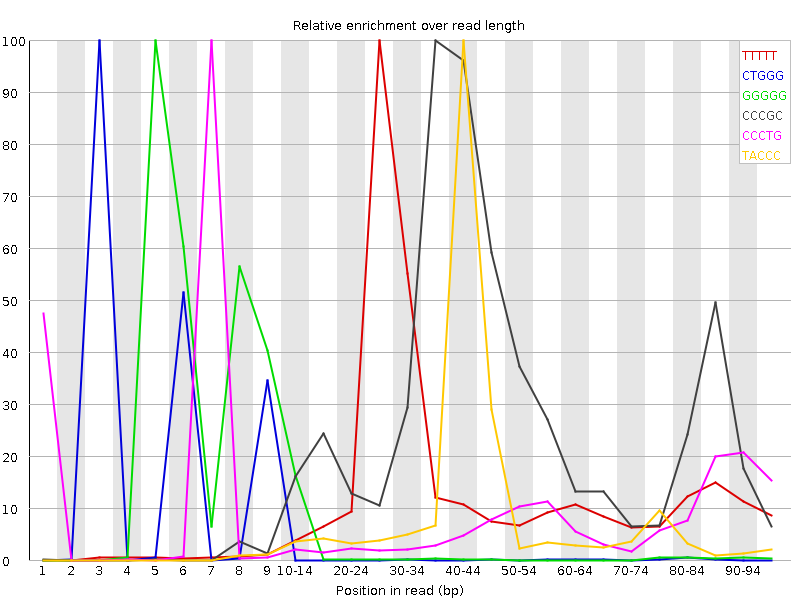 Relative enrichment over read length
100
90
80
70
60
50
40
30
20
10
0
TTTTT
CTGGG
GGGGG
CCCGC
CCCTG
TACCC
1 2 3 4 5 6 7 8 9 10-14 20-24 30-34 40-44 50-54 60-64 70-74 80-84 90-94
Position in read (bp)